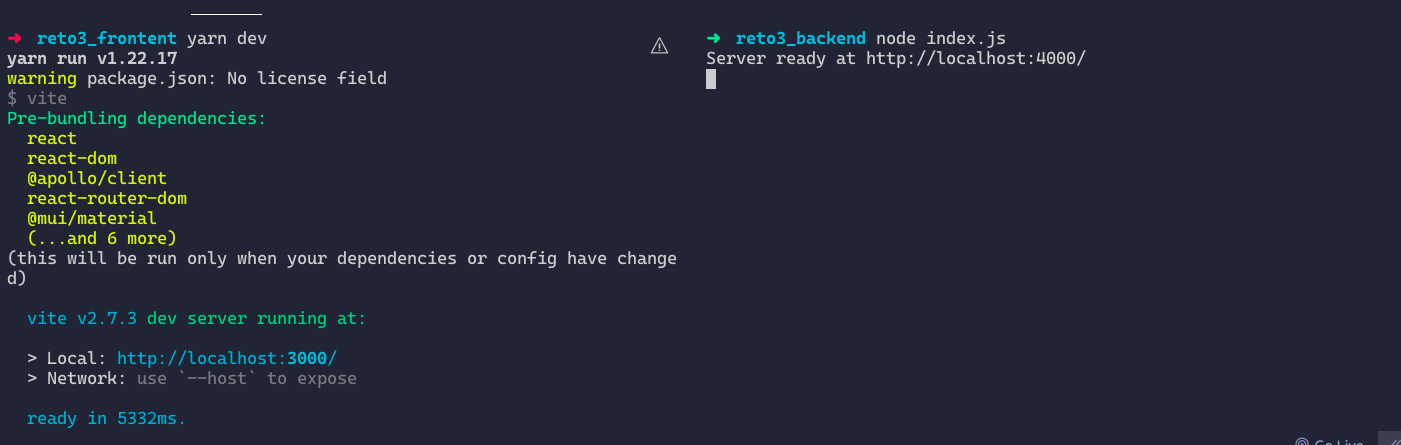 ➜ reto3_frontent yarn dev
yarn run v1.22.17
warning package.json: No license field
$ vite
Pre-bundling dependencies:
react
react-dom
@apollo/client
react-router-dom
@mui/material
(...and 6 more)
(this will be run only when your dependencies or config have change
d)
vite v2.7.3 dev server running at:
> Local: http://localhost:3000/
> Network: use `--host` to expose
ready in 5332ms.
➜ reto3_backend node index.js
Server ready at http://localhost:4000/
Go Live